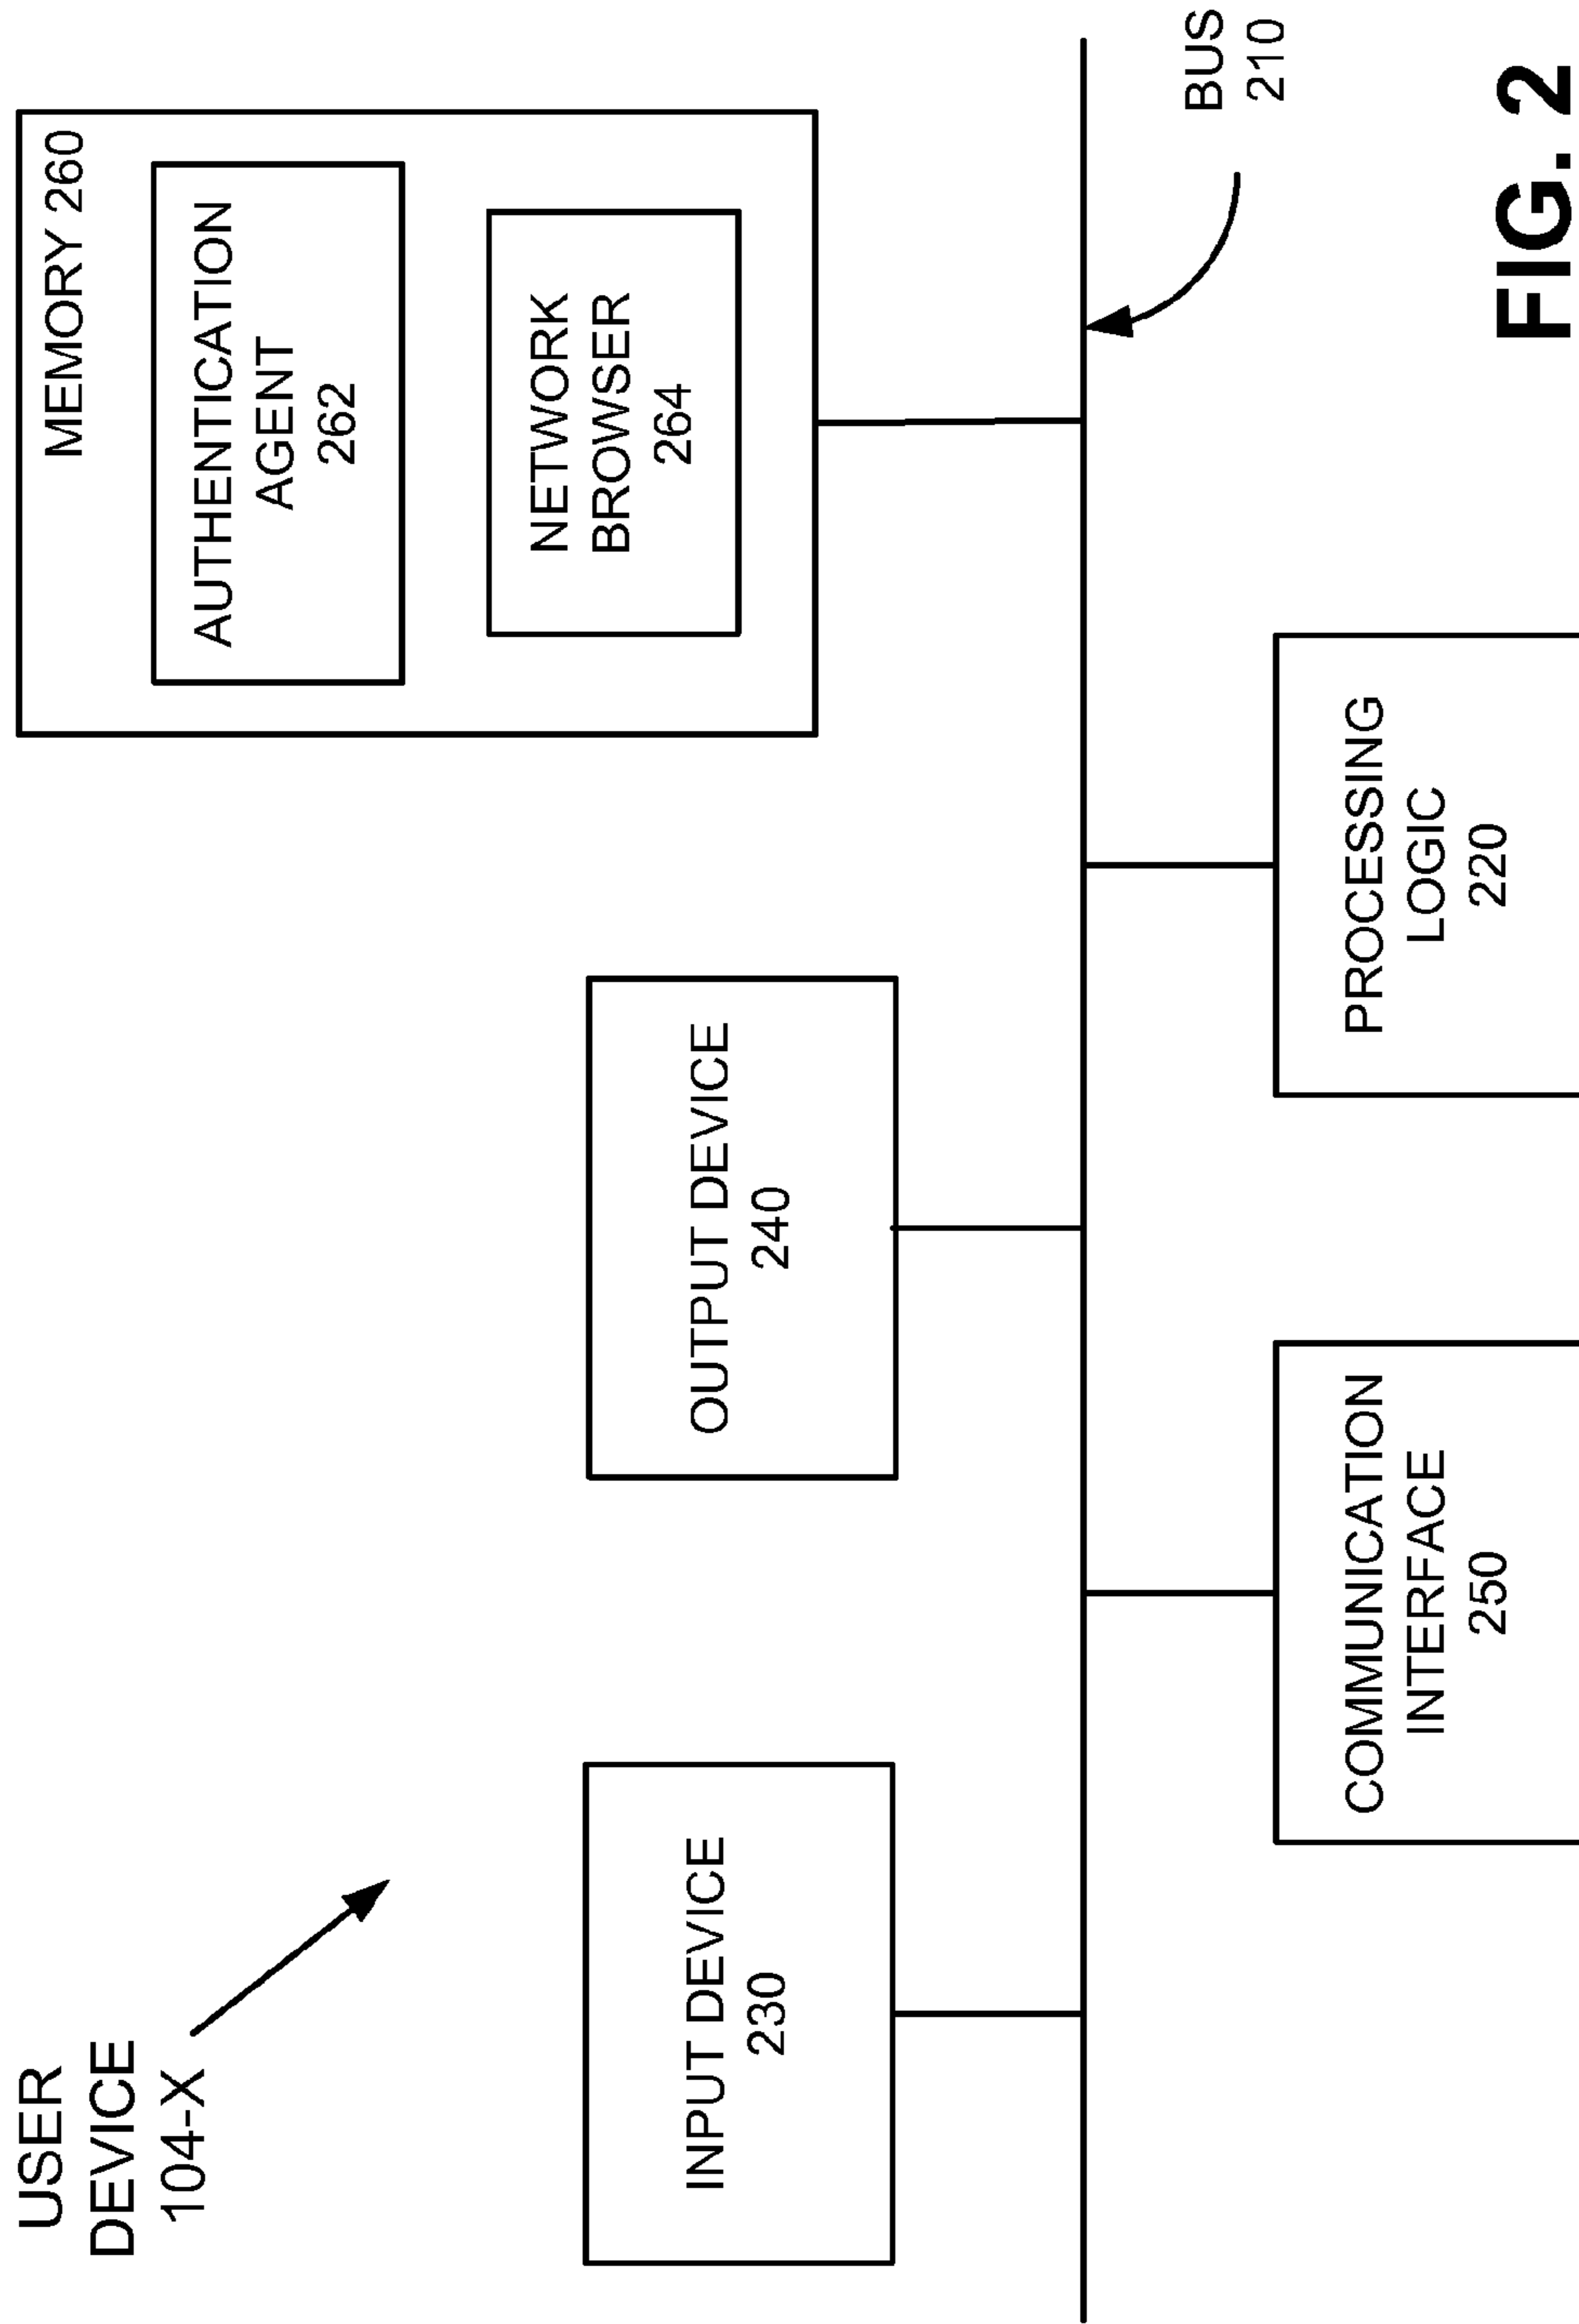 USER
DEVICE
104-X
MEMORY 260
AUTHENTICATION
AGENT
262
NETWORK
BROWSER
264
INPUT DEVICE
230
OUTPUT DEVICE
240
BUS
210
COMMUNICATION
INTERFACE
250
PROCESSING
LOGIC
220
FIG. 2